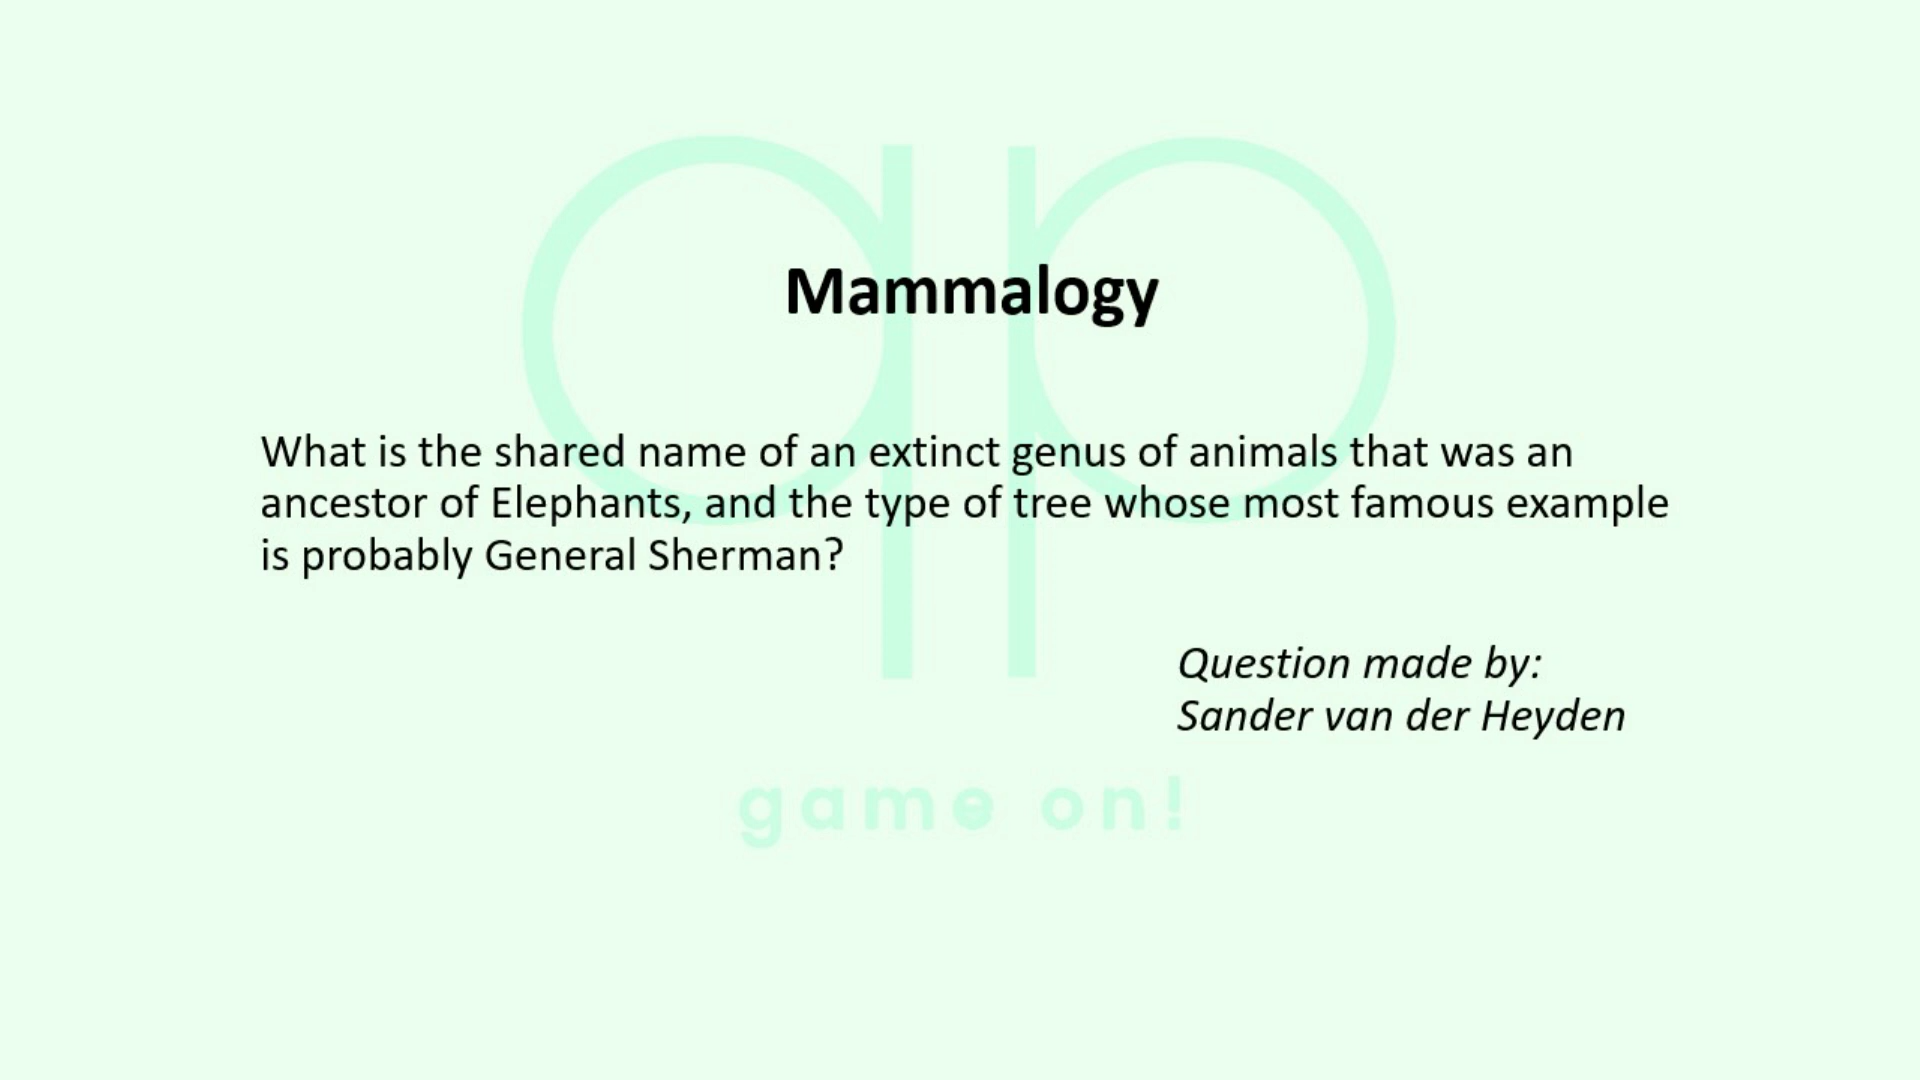 Mammalogy
What is the shared name of an extinct genus of animals that was an
ancestor of Elephants, and the type of tree whose most famous example
is probably General Sherman?
Question made by:
Sander van der Heyden
game on!